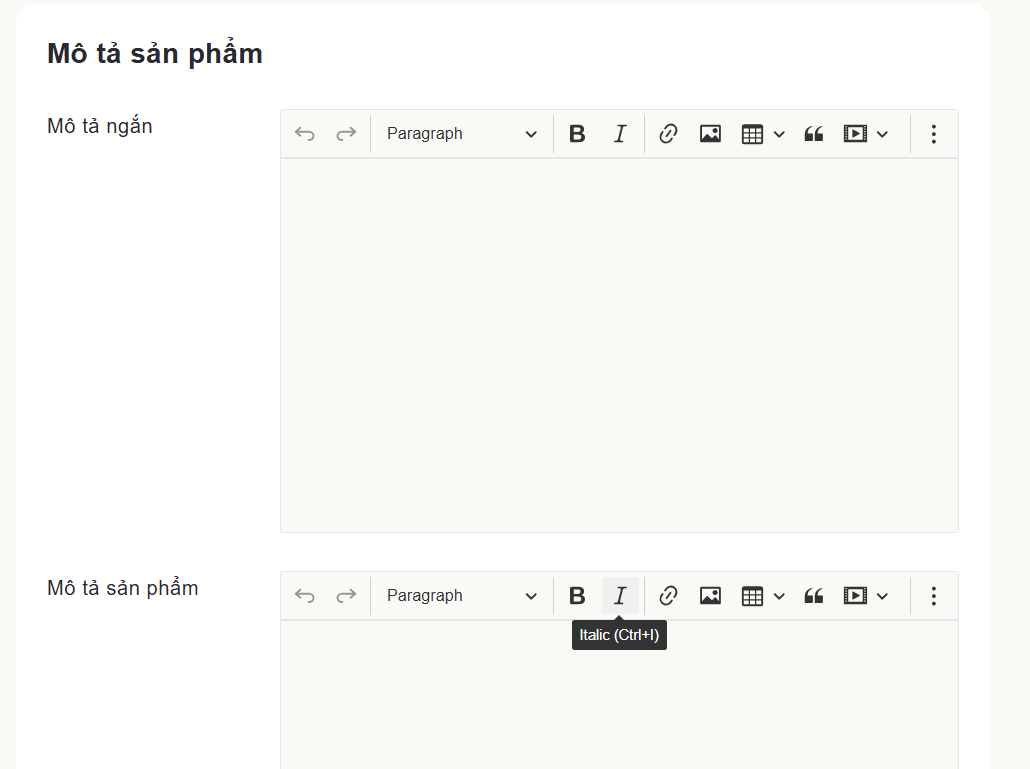 Mô tả sản phẩm
Mô tả ngắn
Paragraph
B I
Mô tả sản phẩm
Paragraph
B I
Italic (Ctrl+I)